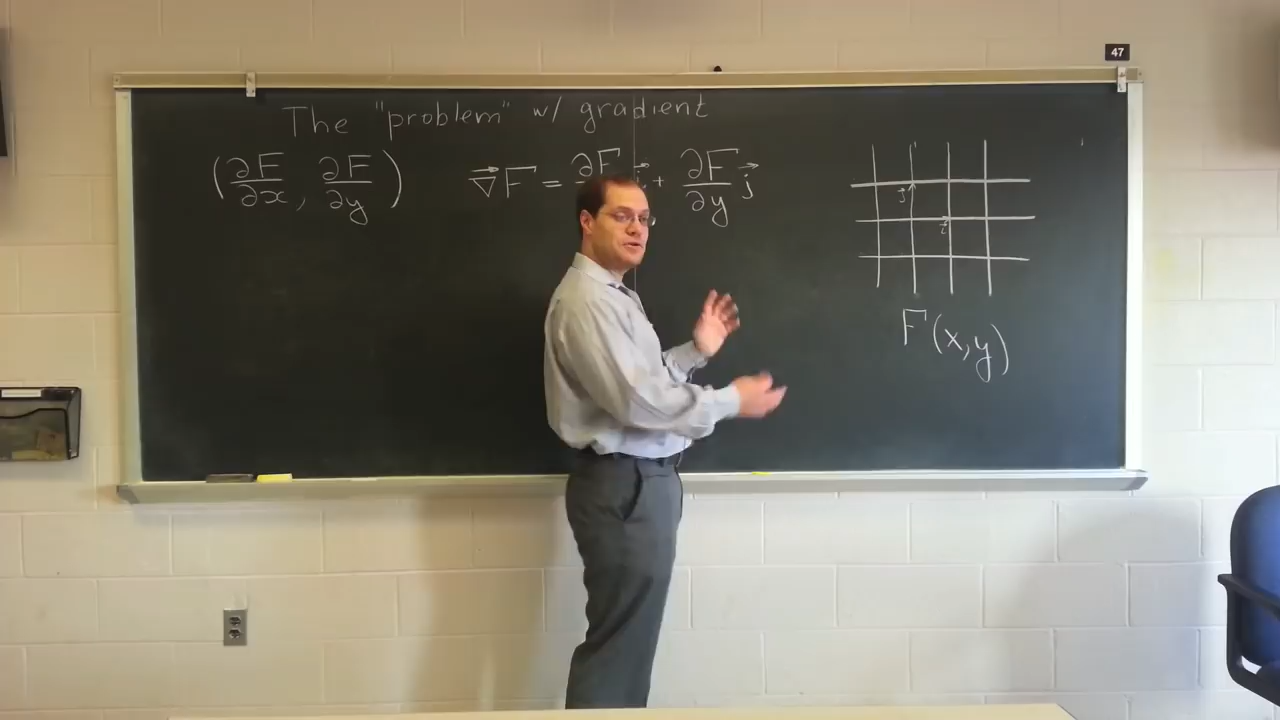 47
The "problem" w/ gradient
(∂F/∂x, ∂F/∂y)
∇⃗F = ∂F i⃗ + ∂F/∂y j⃗
j⃗
i⃗
F(x,y)